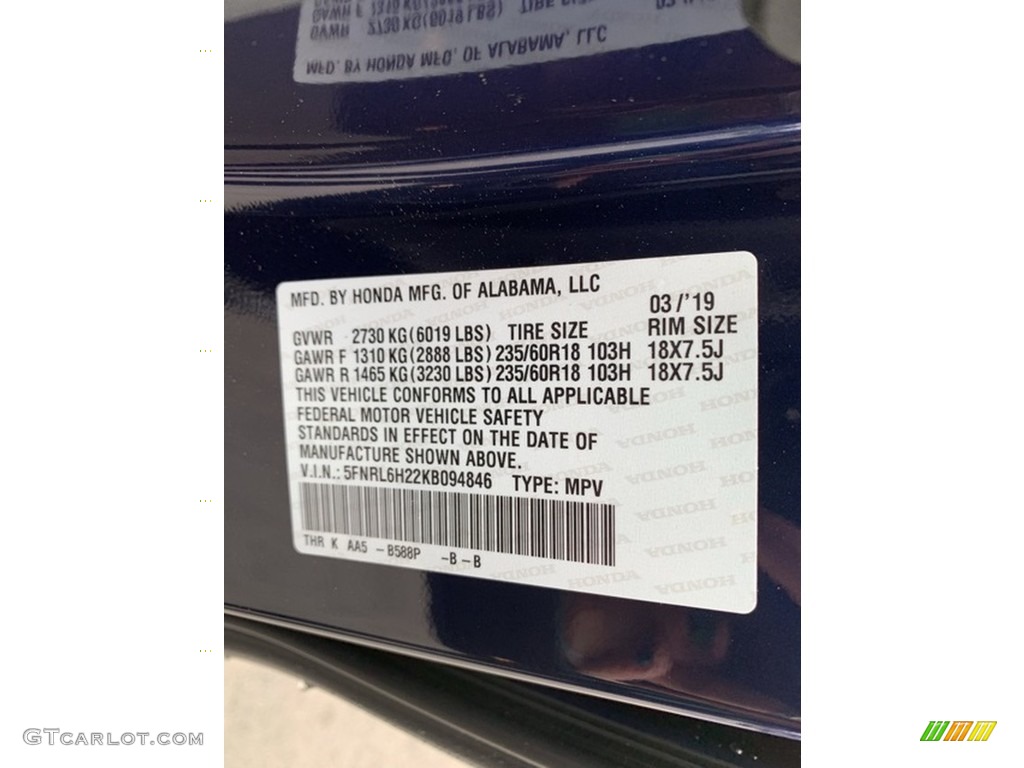 MFD. BY HONDA MFG. OF ALABAMA, LLC
03/'19
GVWR 2730 KG(6019 LBS) TIRE SIZE RIM SIZE
GAWR F 1310 KG(2888 LBS) 235/60R18 103H 18X7.5J
GAWR R 1465 KG(3230 LBS) 235/60R18 103H 18X7.5J
THIS VEHICLE CONFORMS TO ALL APPLICABLE
FEDERAL MOTOR VEHICLE SAFETY
STANDARDS IN EFFECT ON THE DATE OF
MANUFACTURE SHOWN ABOVE.
V.I.N.: 5FNRL6H22KB094846 TYPE: MPV
THR K AA5 -B588P -B-B
GTCARLOT.COM